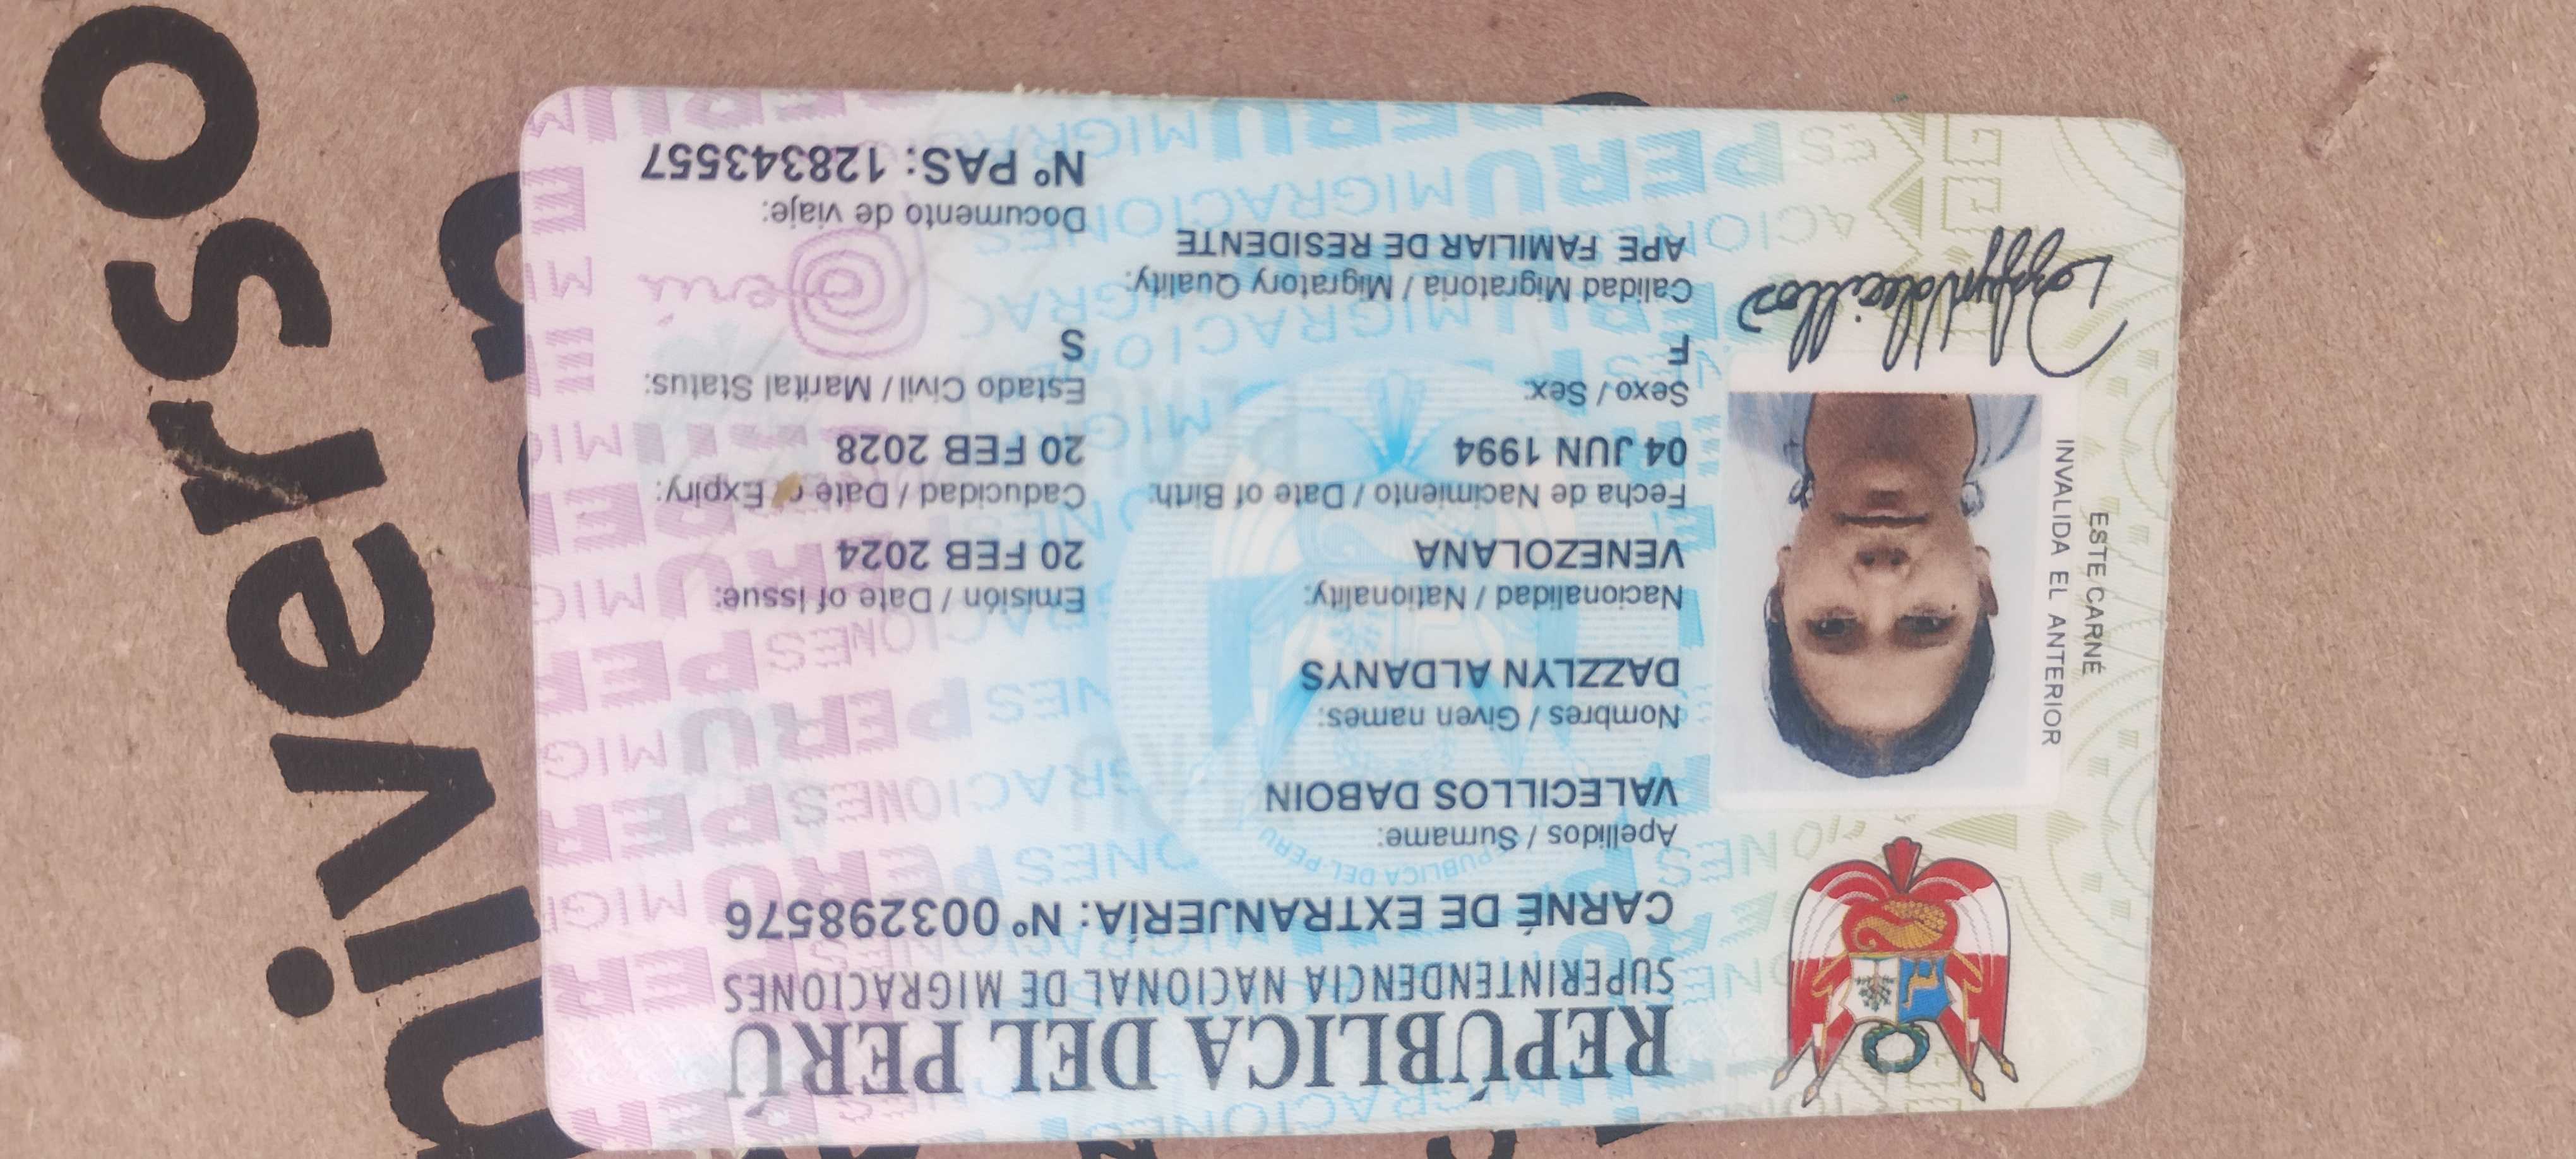 REPÚBLICA DEL PERÚ
SUPERINTENDENCIA NACIONAL DE MIGRACIONES
CARNÉ DE EXTRANJERÍA: Nº 003298576
Apellidos / Surname:
VALECILLOS DABOIN
Nombres / Given names:
DAZZLYN ALDANYS
Nacionalidad / Nationality:
VENEZOLANA
Emisión / Date of issue:
20 FEB 2024
Fecha de Nacimiento / Date of Birth:
04 JUN 1994
Caducidad / Date Expiry:
20 FEB 2028
Sexo / Sex:
F
Estado Civil / Marital Status:
S
Calidad Migratoria / Migratory Quality:
APE FAMILIAR DE RESIDENTE
Documento de viaje:
Nº PAS: 128343557
ESTE CARNÉ
INVALIDA EL ANTERIOR
Perú